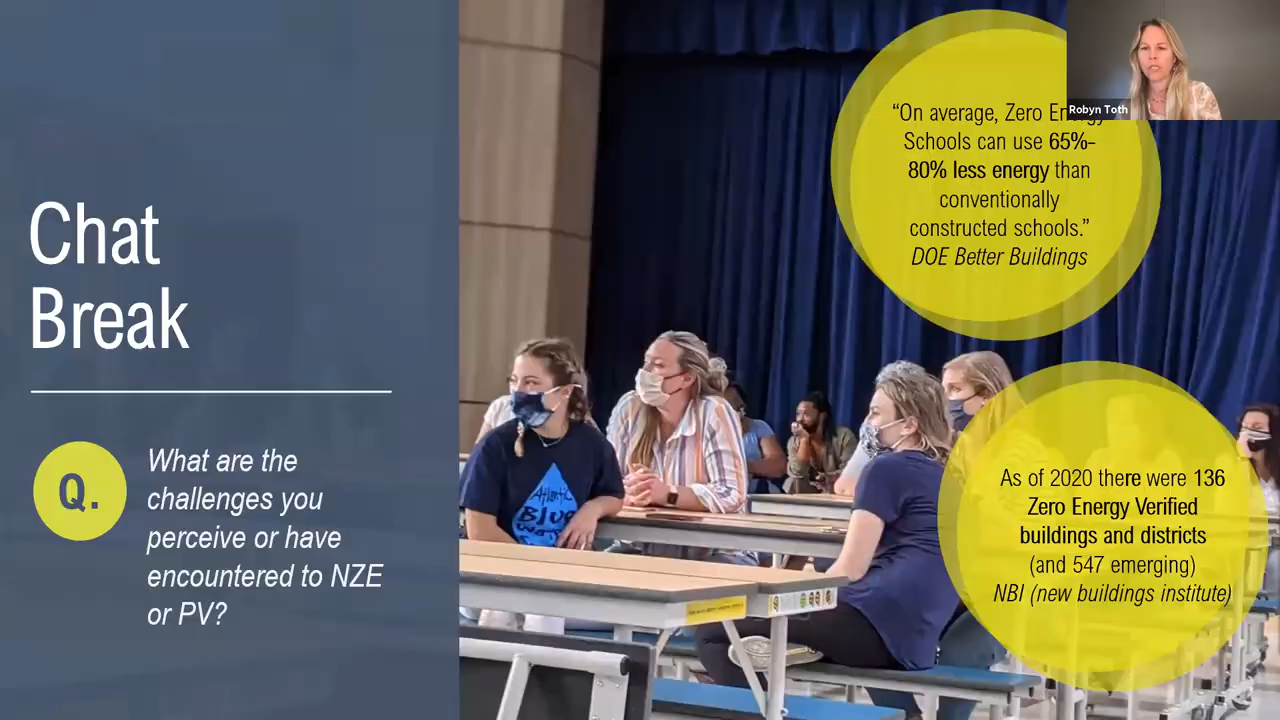 Chat
Break
Q.
What are the
challenges you
perceive or have
encountered to NZE
or PV?
“On average, Zero Energy
Schools can use 65%–
80% less energy than
conventionally
constructed schools.”
DOE Better Buildings
Robyn Toth
As of 2020 there were 136
Zero Energy Verified
buildings and districts
(and 547 emerging)
NBI (new buildings institute)
Atlantic
Blue